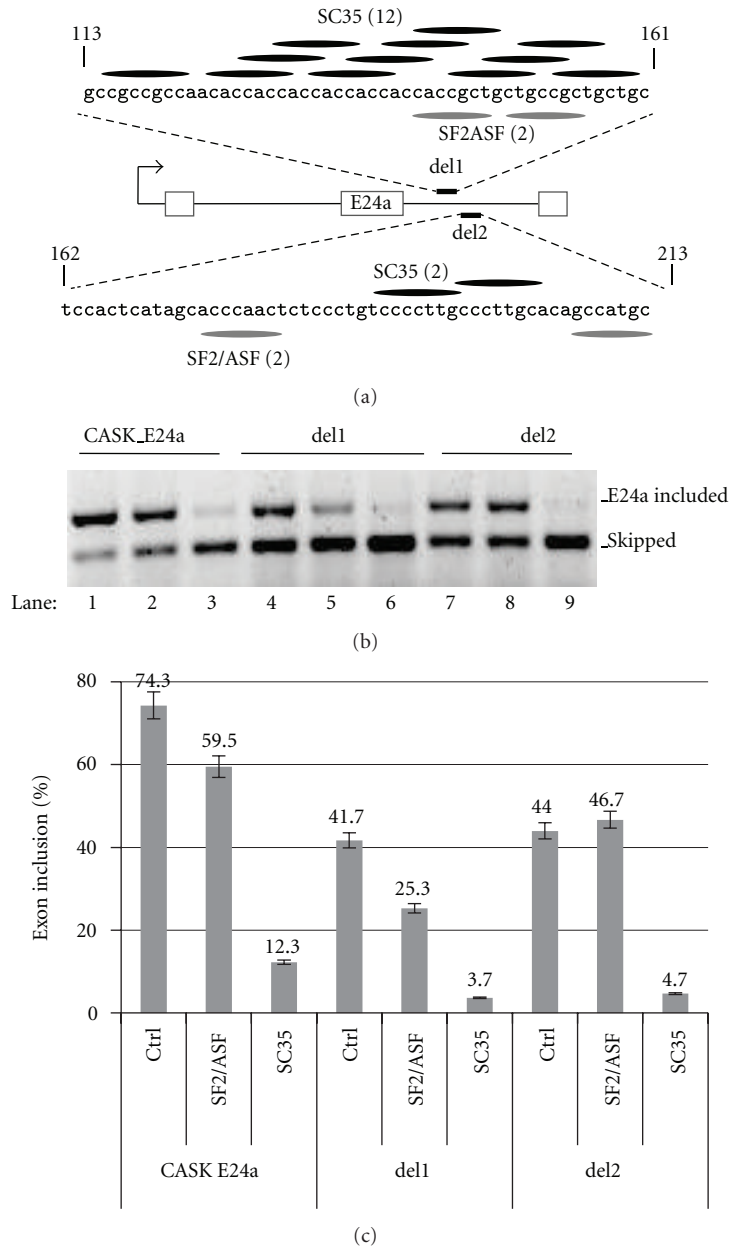 SC35 (12)
113 161
gccgccgccaacaccaccaccaccaccaccaccgctgctgccgctgctgc
SF2ASF (2)
del1
E24a
del2
162 213
SC35 (2)
tccactcatagcacccaactctccctgtccccttgcccttgcacagccatgc
SF2/ASF (2)
(a)
CASK_E24a del1 del2
E24a included
Skipped
Lane: 1 2 3 4 5 6 7 8 9
(b)
80
74.3
59.5
60
46.7
44
41.7
40
25.3
20
12.3
3.7
4.7
0
Exon inclusion (%)
Ctrl SF2/ASF SC35 Ctrl SF2/ASF SC35 Ctrl SF2/ASF SC35
CASK E24a del1 del2
(c)